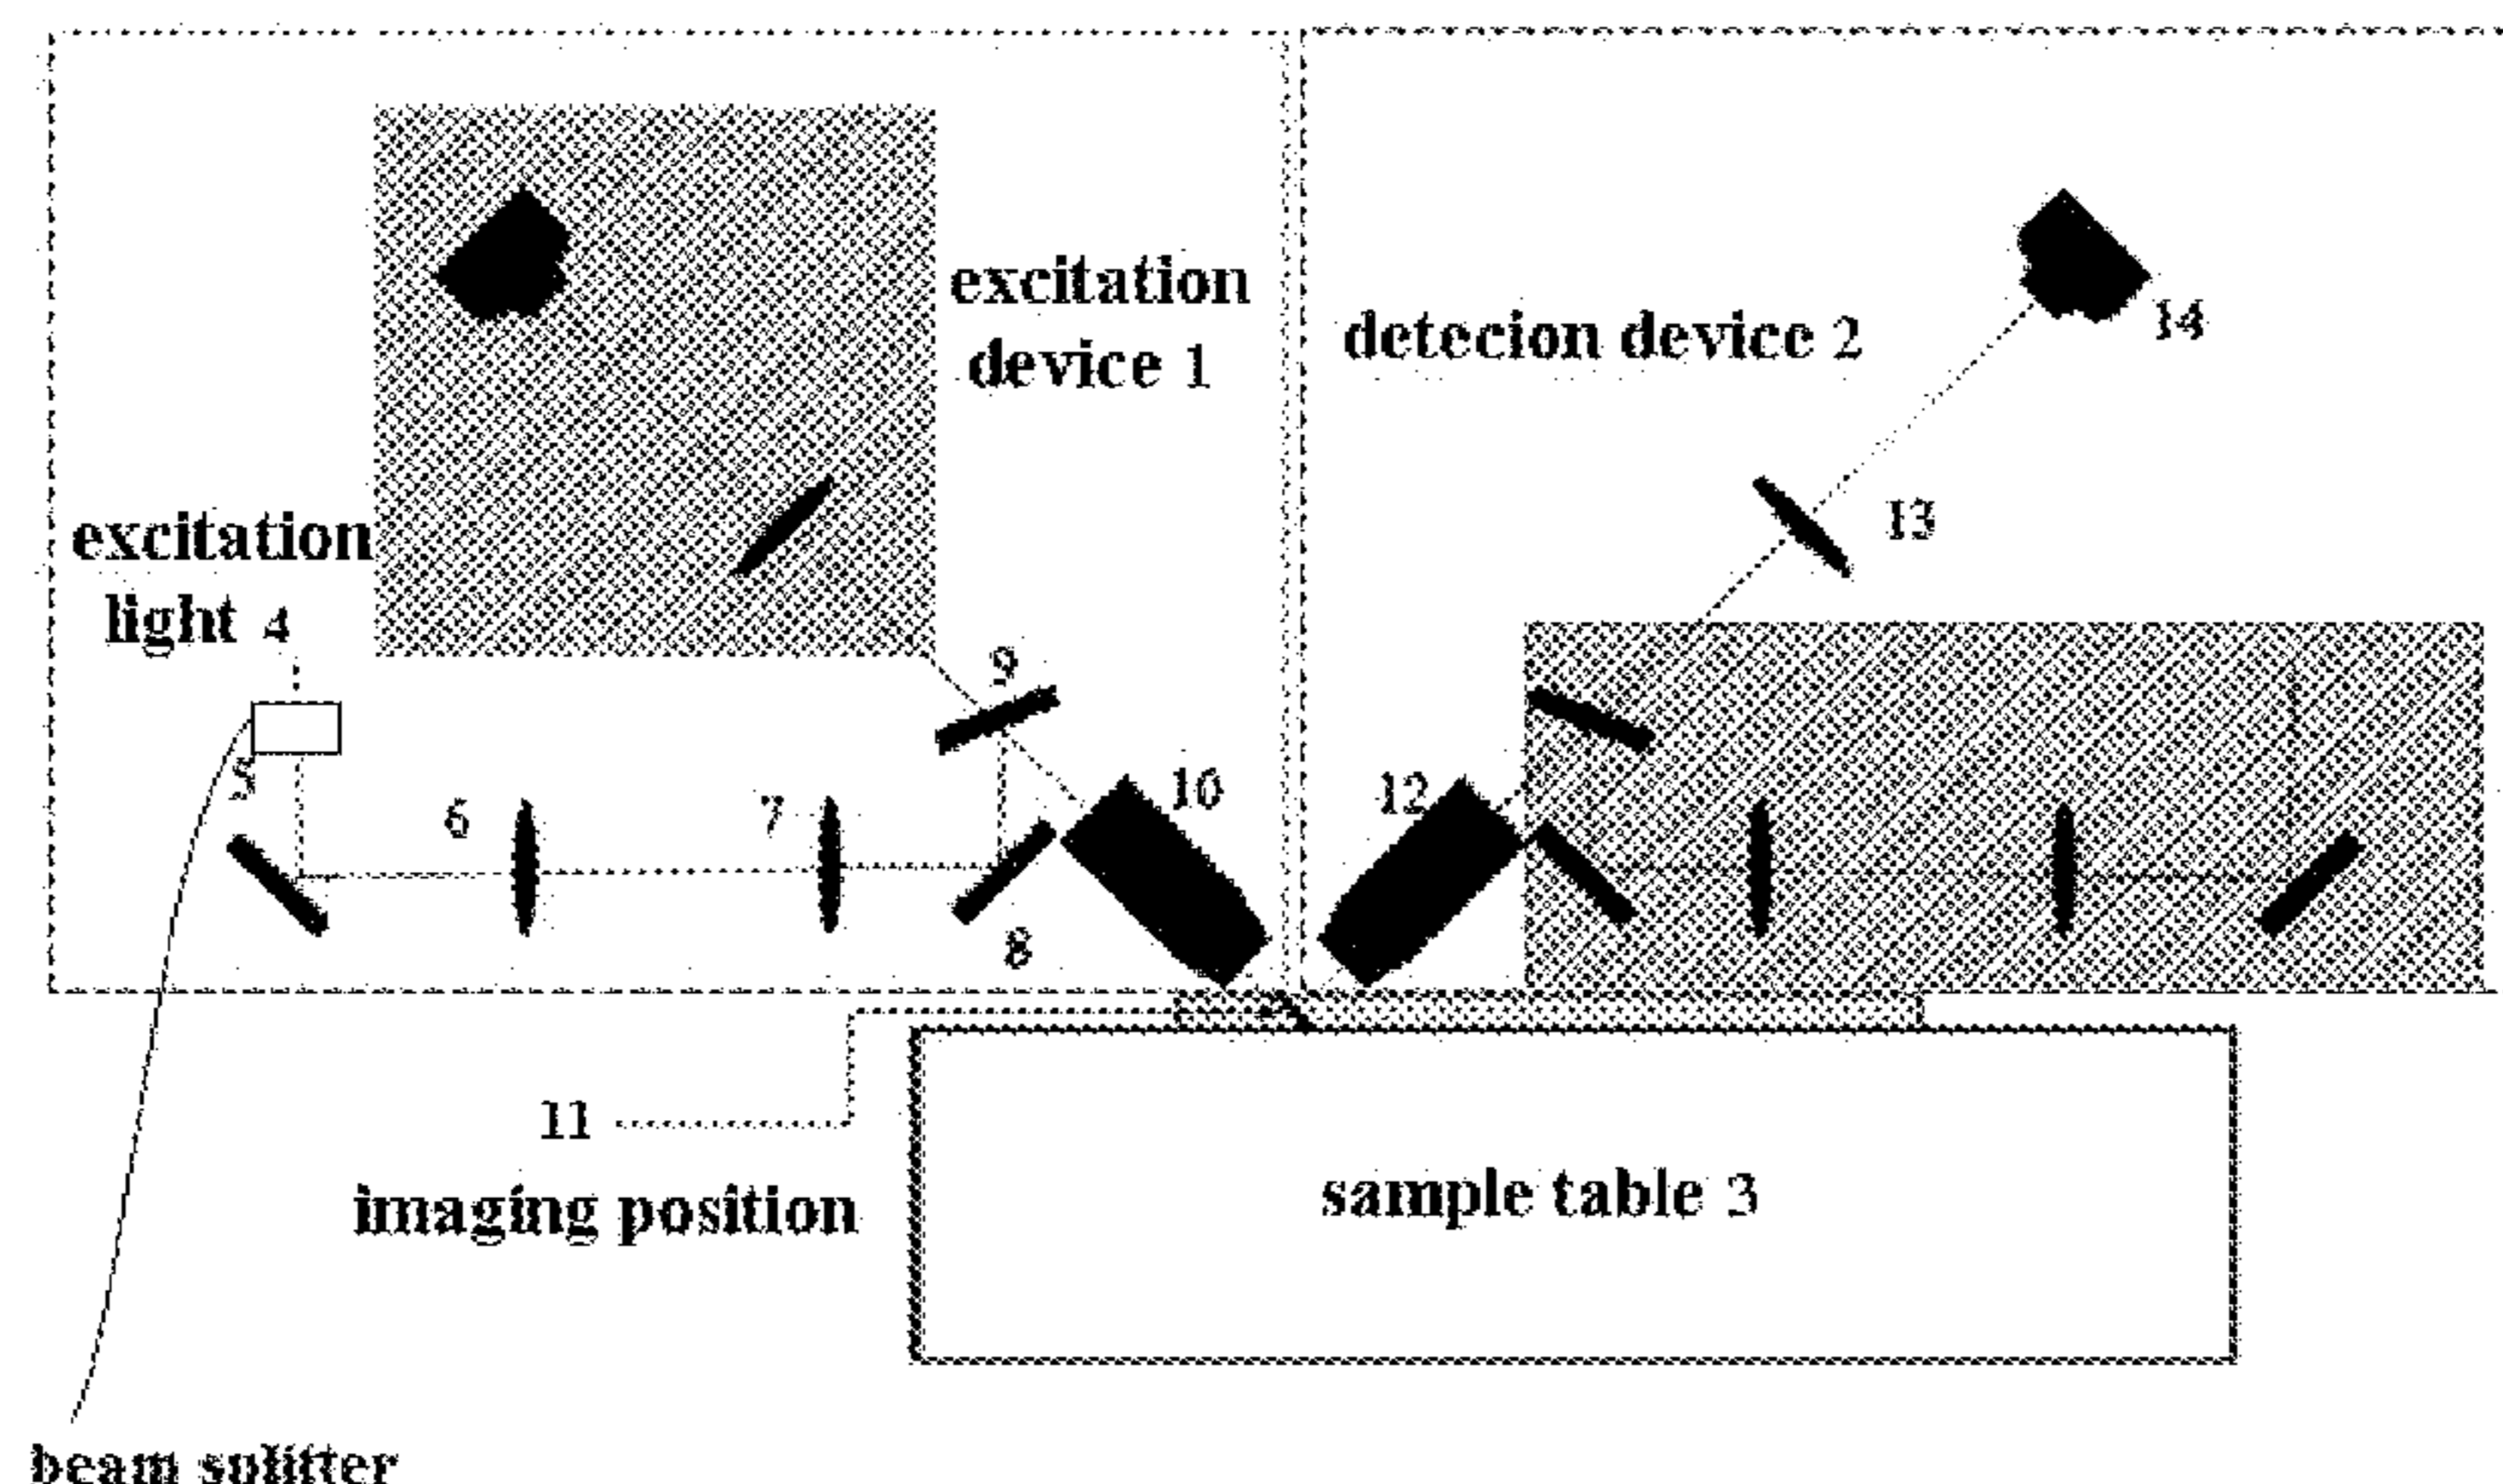 excitation
device 1
detecion device 2
14
13
excitation
light 4
9
5
6
7
10
12
8
11
imaging position
sample table 3
beam splitter